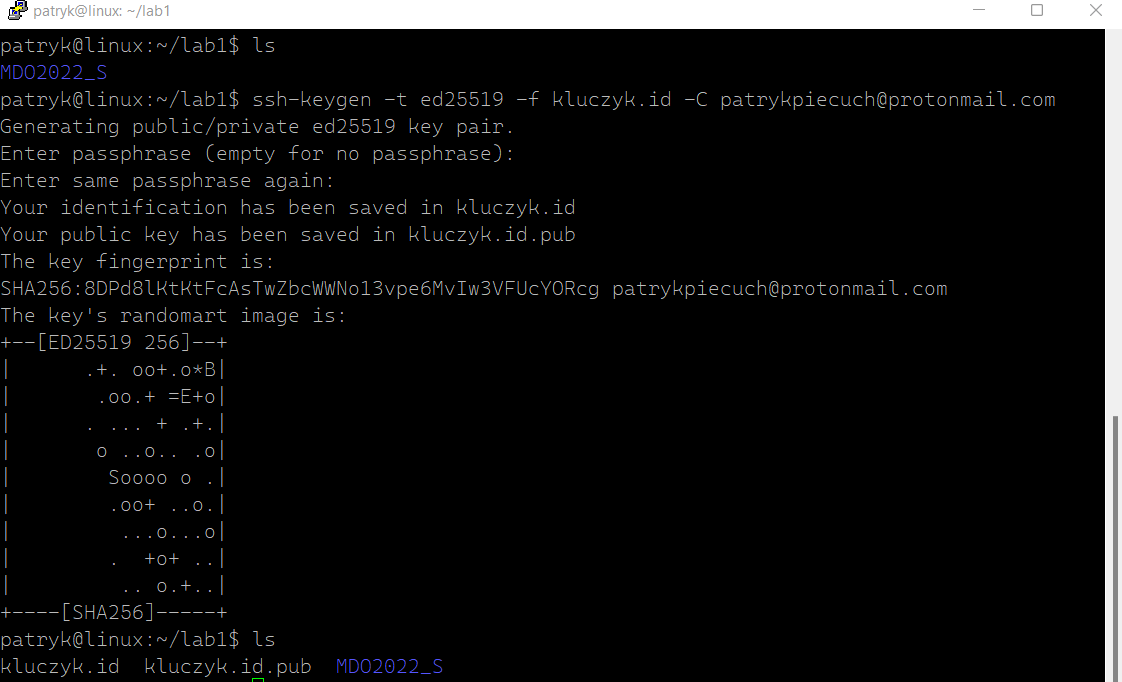 patryk@linux: ~/lab1
patryk@linux:~/lab1$ ls
MDO2022_S
patryk@linux:~/lab1$ ssh-keygen -t ed25519 -f kluczyk.id -C patrykpiecuch@protonmail.com
Generating public/private ed25519 key pair.
Enter passphrase (empty for no passphrase):
Enter same passphrase again:
Your identification has been saved in kluczyk.id
Your public key has been saved in kluczyk.id.pub
The key fingerprint is:
SHA256:8DPd8lKtKtFcAsTwZbcWWNo13vpe6MvIw3VFUcYORcg patrykpiecuch@protonmail.com
The key's randomart image is:
+--[ED25519 256]--+
|      .+. oo+.o*B|
|       .oo.+ =E+o|
|      . ... + .+.|
|       o ..o.. .o|
|        Soooo o .|
|        .oo+ ..o.|
|         ...o...o|
|        .  +o+ ..|
|         .. o.+..|
+----[SHA256]-----+
patryk@linux:~/lab1$ ls
kluczyk.id  kluczyk.id.pub  MDO2022_S